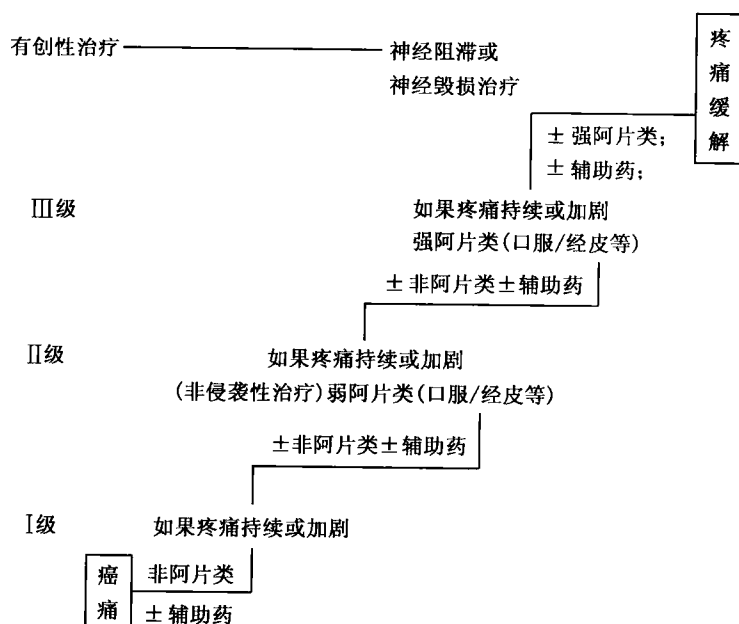 有创性治疗
神经阻滞或
神经毁损治疗
疼痛缓解
± 强阿片类；
± 辅助药；
Ⅲ级
如果疼痛持续或加剧
强阿片类(口服/经皮等)
±非阿片类±辅助药
Ⅱ级
如果疼痛持续或加剧
(非侵袭性治疗)弱阿片类(口服/经皮等)
±非阿片类±辅助药
Ⅰ级
如果疼痛持续或加剧
癌痛
非阿片类
± 辅助药